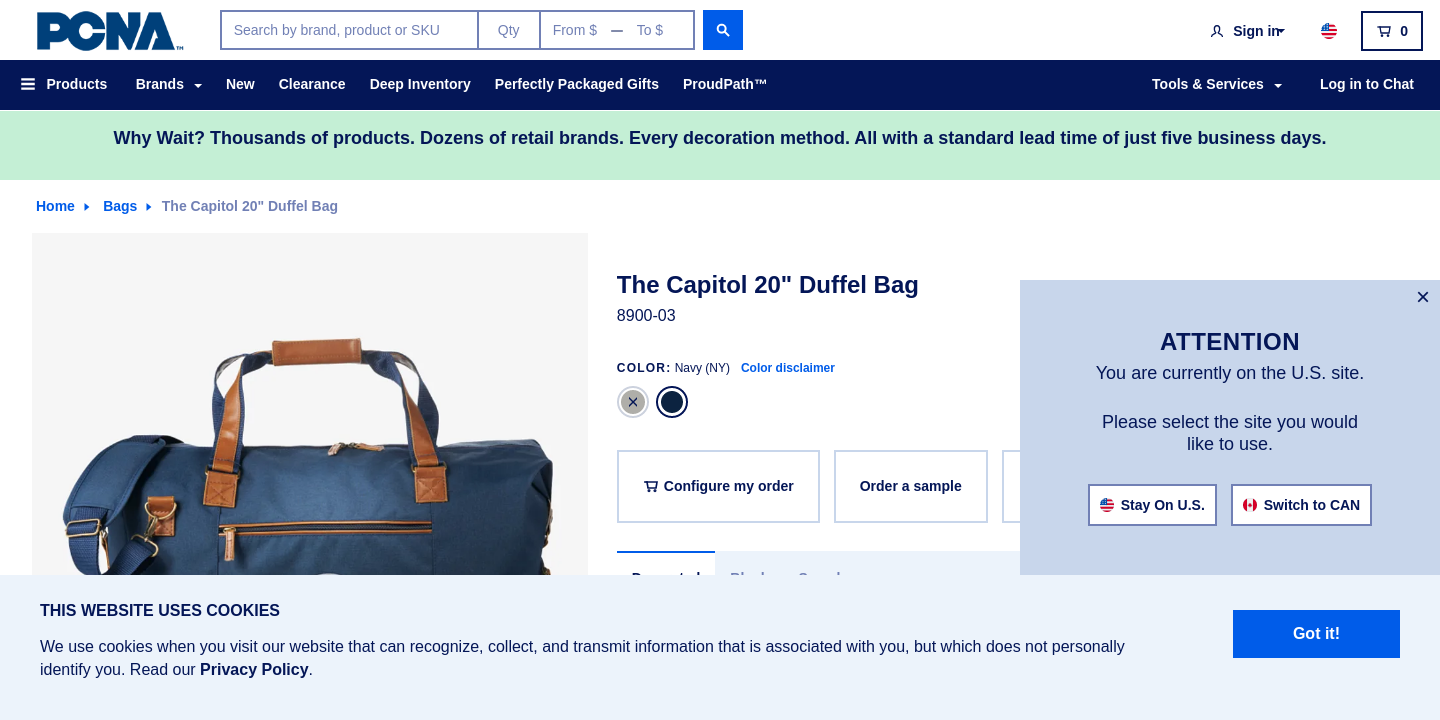 PCNA™
Search by brand, product or SKU
Qty
From $ — To $
Sign in
0
Products
Brands
New
Clearance
Deep Inventory
Perfectly Packaged Gifts
ProudPath™
Tools & Services
Log in to Chat
Why Wait? Thousands of products. Dozens of retail brands. Every decoration method. All with a standard lead time of just five business days.
Home
Bags
The Capitol 20" Duffel Bag
The Capitol 20" Duffel Bag
8900-03
COLOR: Navy (NY) Color disclaimer
Configure my order
Order a sample
ATTENTION
You are currently on the U.S. site.
Please select the site you would
like to use.
Stay On U.S.
Switch to CAN
THIS WEBSITE USES COOKIES
We use cookies when you visit our website that can recognize, collect, and transmit information that is associated with you, but which does not personally
identify you. Read our Privacy Policy.
Got it!